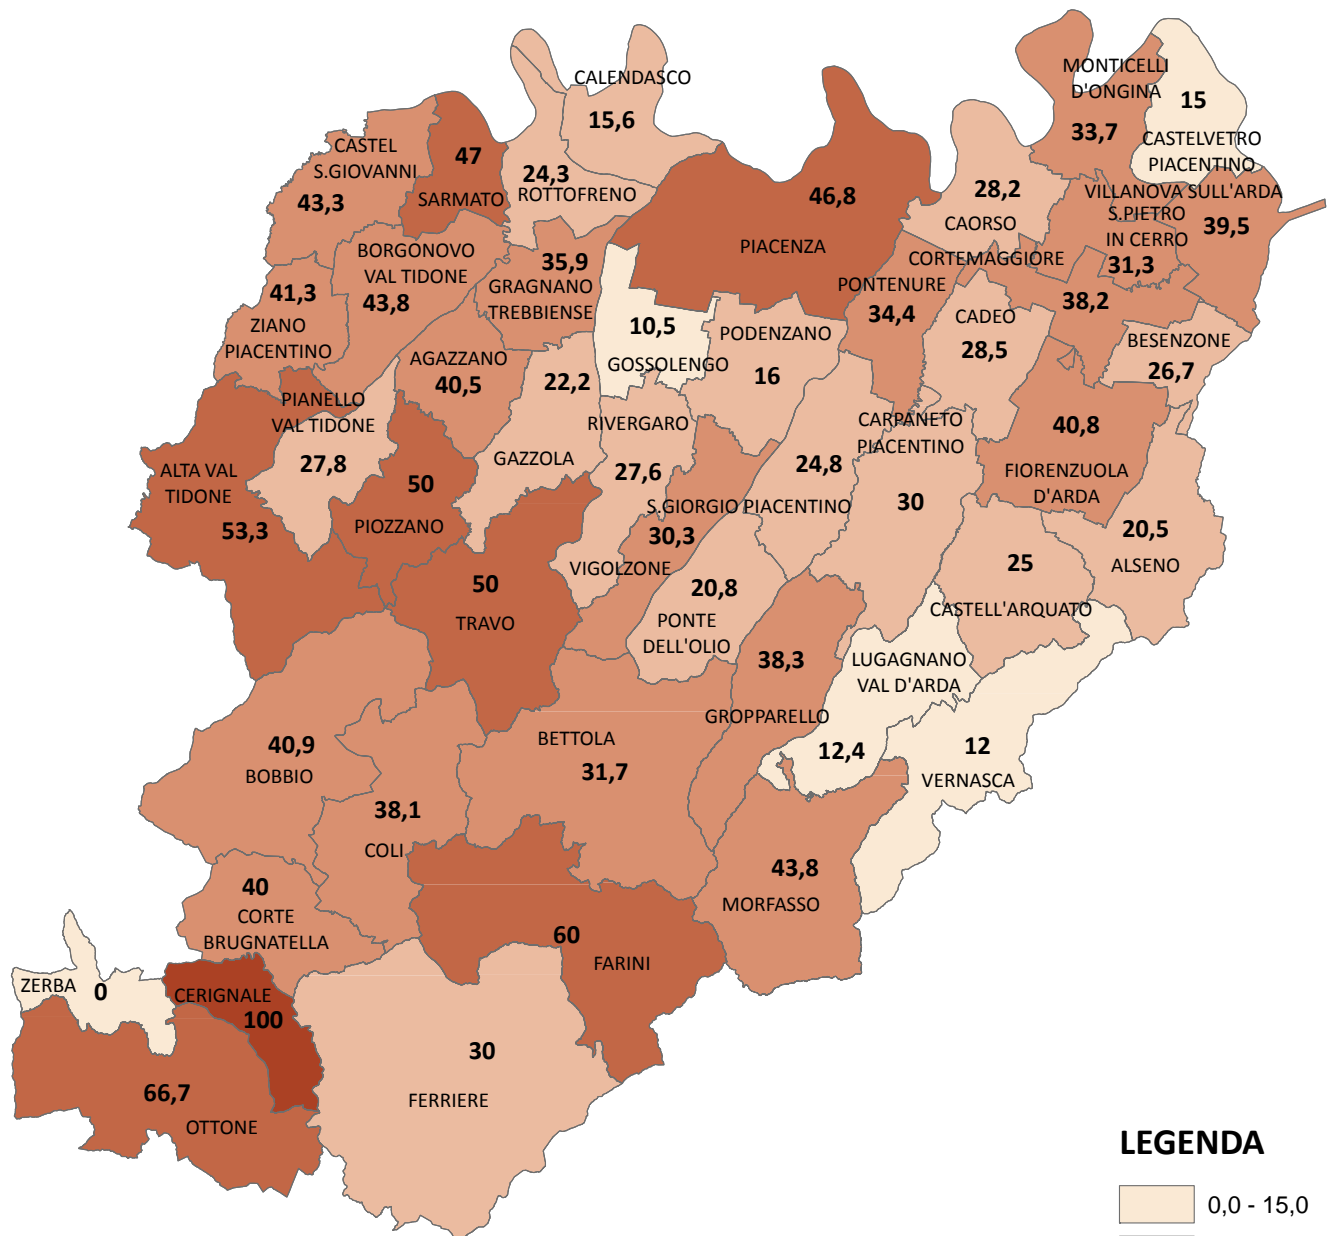 CALENDASCO
15,6
MONTICELLI
D'ONGINA
33,7
15
CASTELVETRO
PIACENTINO
CASTEL
S.GIOVANNI
43,3
47
SARMATO
24,3
ROTTOFRENO
46,8
PIACENZA
28,2
CAORSO
VILLANOVA SULL'ARDA
39,5
S.PIETRO
IN CERRO
31,3
BORGONOVO
VAL TIDONE
43,8
35,9
GRAGNANO
TREBBIENSE
CORTEMAGGIORE
38,2
PONTENURE
34,4
41,3
ZIANO
PIACENTINO
10,5
GOSSOLENGO
PODENZANO
16
CADEO
28,5
BESENZONE
26,7
AGAZZANO
40,5
22,2
GAZZOLA
PIANELLO
VAL TIDONE
27,8
RIVERGARO
27,6
CARPANETO
PIACENTINO
30
40,8
FIORENZUOLA
D'ARDA
ALTA VAL
TIDONE
53,3
50
PIOZZANO
24,8
S.GIORGIO PIACENTINO
30,3
VIGOLZONE
20,5
ALSENO
50
TRAVO
20,8
PONTE
DELL'OLIO
25
CASTELL'ARQUATO
38,3
GROPPARELLO
LUGAGNANO
VAL D'ARDA
12,4
12
VERNASCA
40,9
BOBBIO
BETTOLA
31,7
38,1
COLI
43,8
MORFASSO
40
CORTE
BRUGNATELLA
60
FARINI
ZERBA
0
CERIGNALE
100
30
FERRIERE
66,7
OTTONE
LEGENDA
0,0 - 15,0